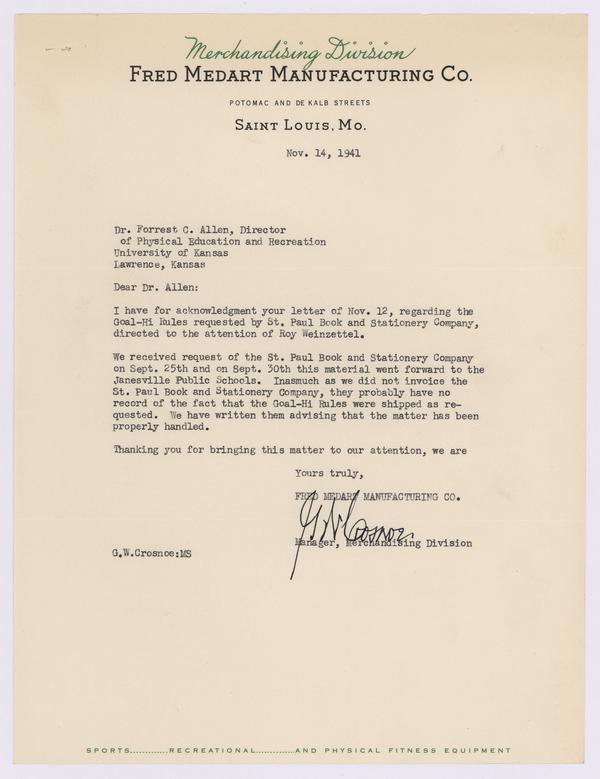 Merchandising Division
FRED MEDART MANUFACTURING CO.
POTOMAC AND DE KALB STREETS
SAINT LOUIS, MO.
Nov. 14, 1941
Dr. Forrest C. Allen, Director
of Physical Education and Recreation
University of Kansas
Lawrence, Kansas
Dear Dr. Allen:
I have for acknowledgment your letter of Nov. 12, regarding the
Goal-Hi Rules requested by St. Paul Book and Stationery Company,
directed to the attention of Roy Weinzettel.
We received request of the St. Paul Book and Stationery Company
on Sept. 25th and on Sept. 30th this material went forward to the
Janesville Public Schools. Inasmuch as we did not invoice the
St. Paul Book and Stationery Company, they probably have no
record of the fact that the Goal-Hi Rules were shipped as re-
quested. We have written them advising that the matter has been
properly handled.
Thanking you for bringing this matter to our attention, we are
Yours truly,
FRED MEDART MANUFACTURING CO.
G W Crosnoe
Manager, Merchandising Division
G.W.Crosnoe:MS
SPORTS.............RECREATIONAL.............AND PHYSICAL FITNESS EQUIPMENT